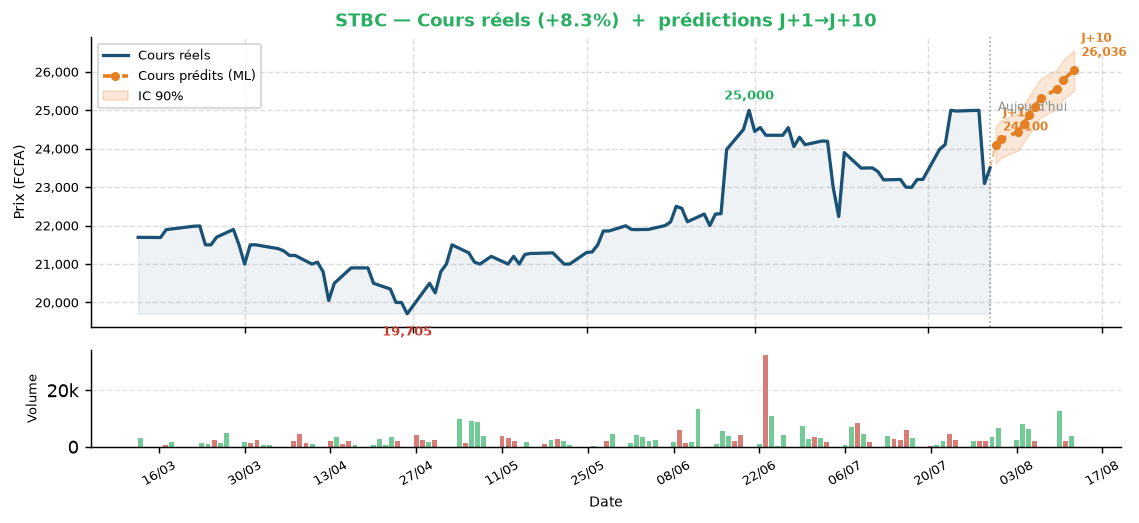 STBC — Cours réels (+8.3%) + prédictions J+1→J+10
Cours réels
Cours prédits (ML)
IC 90%
J+10
26,036
Aujourd'hui
J+1
24,100
25,000
19,705
Prix (FCFA)
26,000
25,000
24,000
23,000
22,000
21,000
20,000
Volume
20k
0
16/03
30/03
13/04
27/04
11/05
25/05
08/06
22/06
06/07
20/07
03/08
17/08
Date